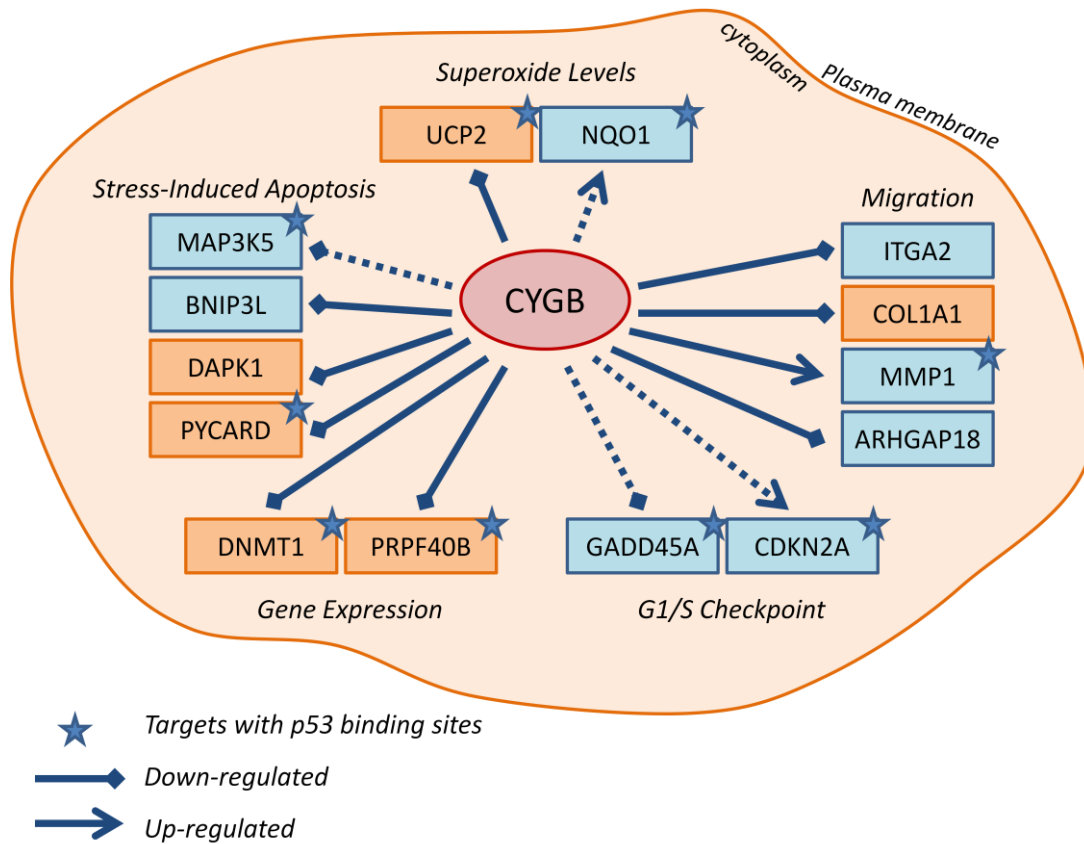 cytoplasm
Plasma membrane
Superoxide Levels
UCP2
NQO1
Stress-Induced Apoptosis
MAP3K5
BNIP3L
DAPK1
PYCARD
Migration
ITGA2
COL1A1
MMP1
ARHGAP18
CYGB
DNMT1
PRPF40B
Gene Expression
GADD45A
CDKN2A
G1/S Checkpoint
Targets with p53 binding sites
Down-regulated
Up-regulated